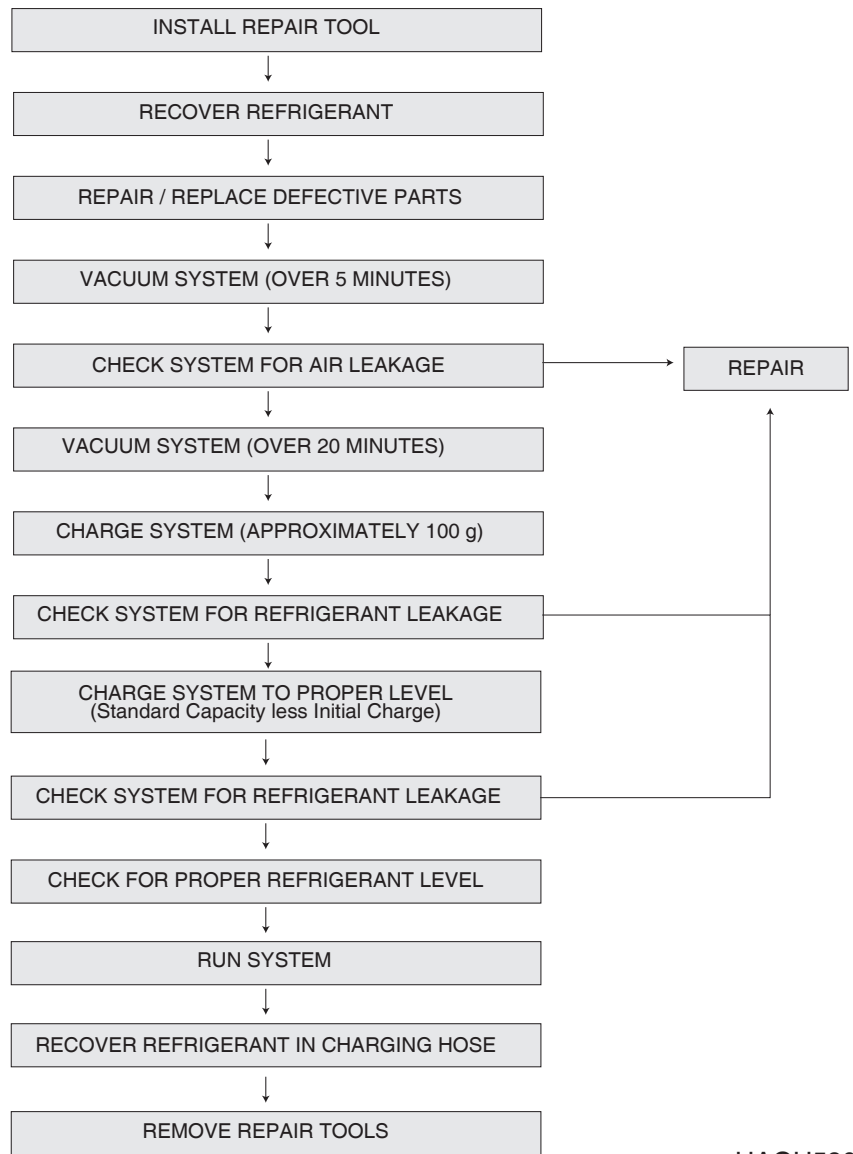 INSTALL REPAIR TOOL
RECOVER REFRIGERANT
REPAIR / REPLACE DEFECTIVE PARTS
VACUUM SYSTEM (OVER 5 MINUTES)
CHECK SYSTEM FOR AIR LEAKAGE
REPAIR
VACUUM SYSTEM (OVER 20 MINUTES)
CHARGE SYSTEM (APPROXIMATELY 100 g)
CHECK SYSTEM FOR REFRIGERANT LEAKAGE
CHARGE SYSTEM TO PROPER LEVEL
(Standard Capacity less Initial Charge)
CHECK SYSTEM FOR REFRIGERANT LEAKAGE
CHECK FOR PROPER REFRIGERANT LEVEL
RUN SYSTEM
RECOVER REFRIGERANT IN CHARGING HOSE
REMOVE REPAIR TOOLS